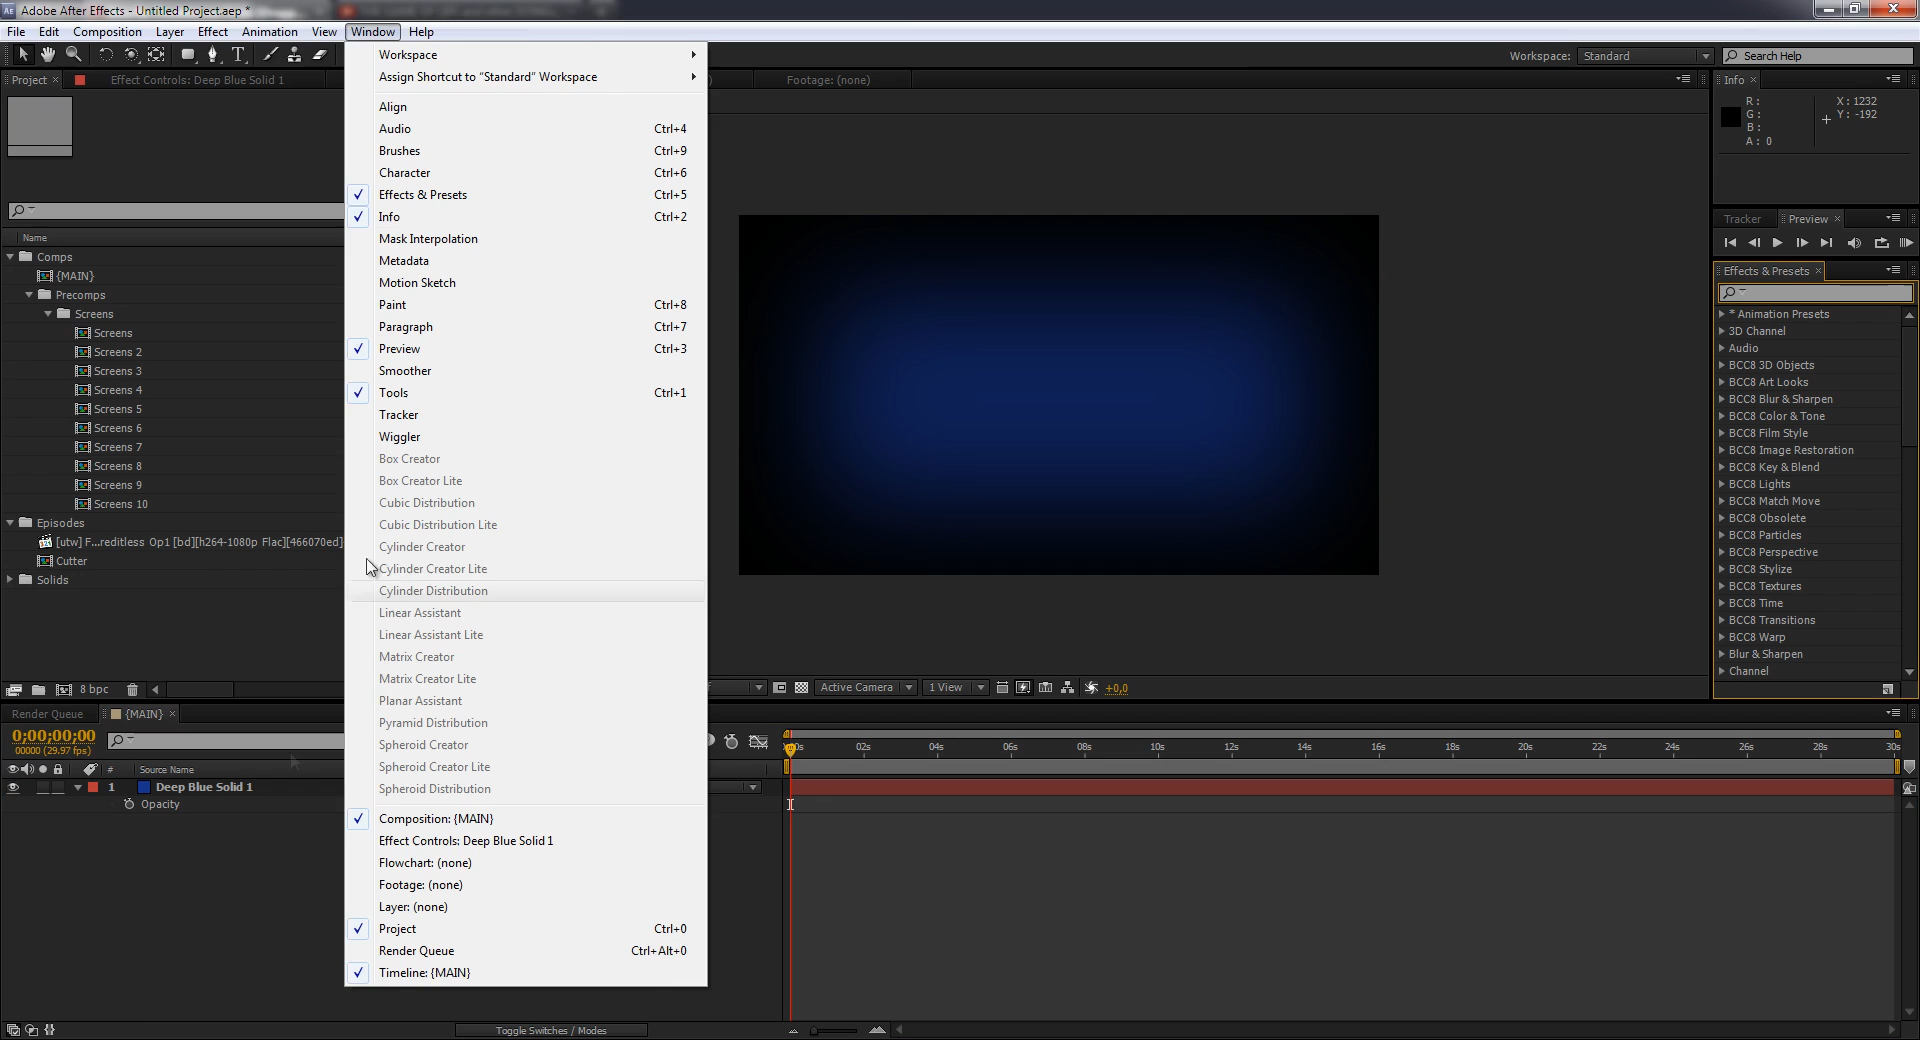 Adobe After Effects - Untitled Project.aep *
File Edit Composition Layer Effect Animation View Window Help
Workspace: Standard Search Help
Project Effect Controls: Deep Blue Solid 1
Footage: (none)
Name
Comps
{MAIN}
Precomps
Screens
Screens
Screens 2
Screens 3
Screens 4
Screens 5
Screens 6
Screens 7
Screens 8
Screens 9
Screens 10
Episodes
[utw] F...reditless Op1 [bd][h264-1080p Flac][466070ed]
Cutter
Solids
8 bpc
Workspace
Assign Shortcut to “Standard” Workspace
Align
Audio Ctrl+4
Brushes Ctrl+9
Character Ctrl+6
Effects & Presets Ctrl+5
Info Ctrl+2
Mask Interpolation
Metadata
Motion Sketch
Paint Ctrl+8
Paragraph Ctrl+7
Preview Ctrl+3
Smoother
Tools Ctrl+1
Tracker
Wiggler
Box Creator
Box Creator Lite
Cubic Distribution
Cubic Distribution Lite
Cylinder Creator
Cylinder Creator Lite
Cylinder Distribution
Linear Assistant
Linear Assistant Lite
Matrix Creator
Matrix Creator Lite
Planar Assistant
Pyramid Distribution
Spheroid Creator
Spheroid Creator Lite
Spheroid Distribution
Composition: {MAIN}
Effect Controls: Deep Blue Solid 1
Flowchart: (none)
Footage: (none)
Layer: (none)
Project Ctrl+0
Render Queue Ctrl+Alt+0
Timeline: {MAIN}
Active Camera 1 View +0,0
Info
R: X: 1232
G: Y: -192
B:
A: 0
Tracker Preview
Effects & Presets
* Animation Presets
3D Channel
Audio
BCC8 3D Objects
BCC8 Art Looks
BCC8 Blur & Sharpen
BCC8 Color & Tone
BCC8 Film Style
BCC8 Image Restoration
BCC8 Key & Blend
BCC8 Lights
BCC8 Match Move
BCC8 Obsolete
BCC8 Particles
BCC8 Perspective
BCC8 Stylize
BCC8 Textures
BCC8 Time
BCC8 Transitions
BCC8 Warp
Blur & Sharpen
Channel
Render Queue {MAIN}
0;00;00;00
00000 (29.97 fps)
02s 04s 06s 08s 10s 12s 14s 16s 18s 20s 22s 24s 26s 28s 30s
# Source Name
1 Deep Blue Solid 1
Opacity
Toggle Switches / Modes